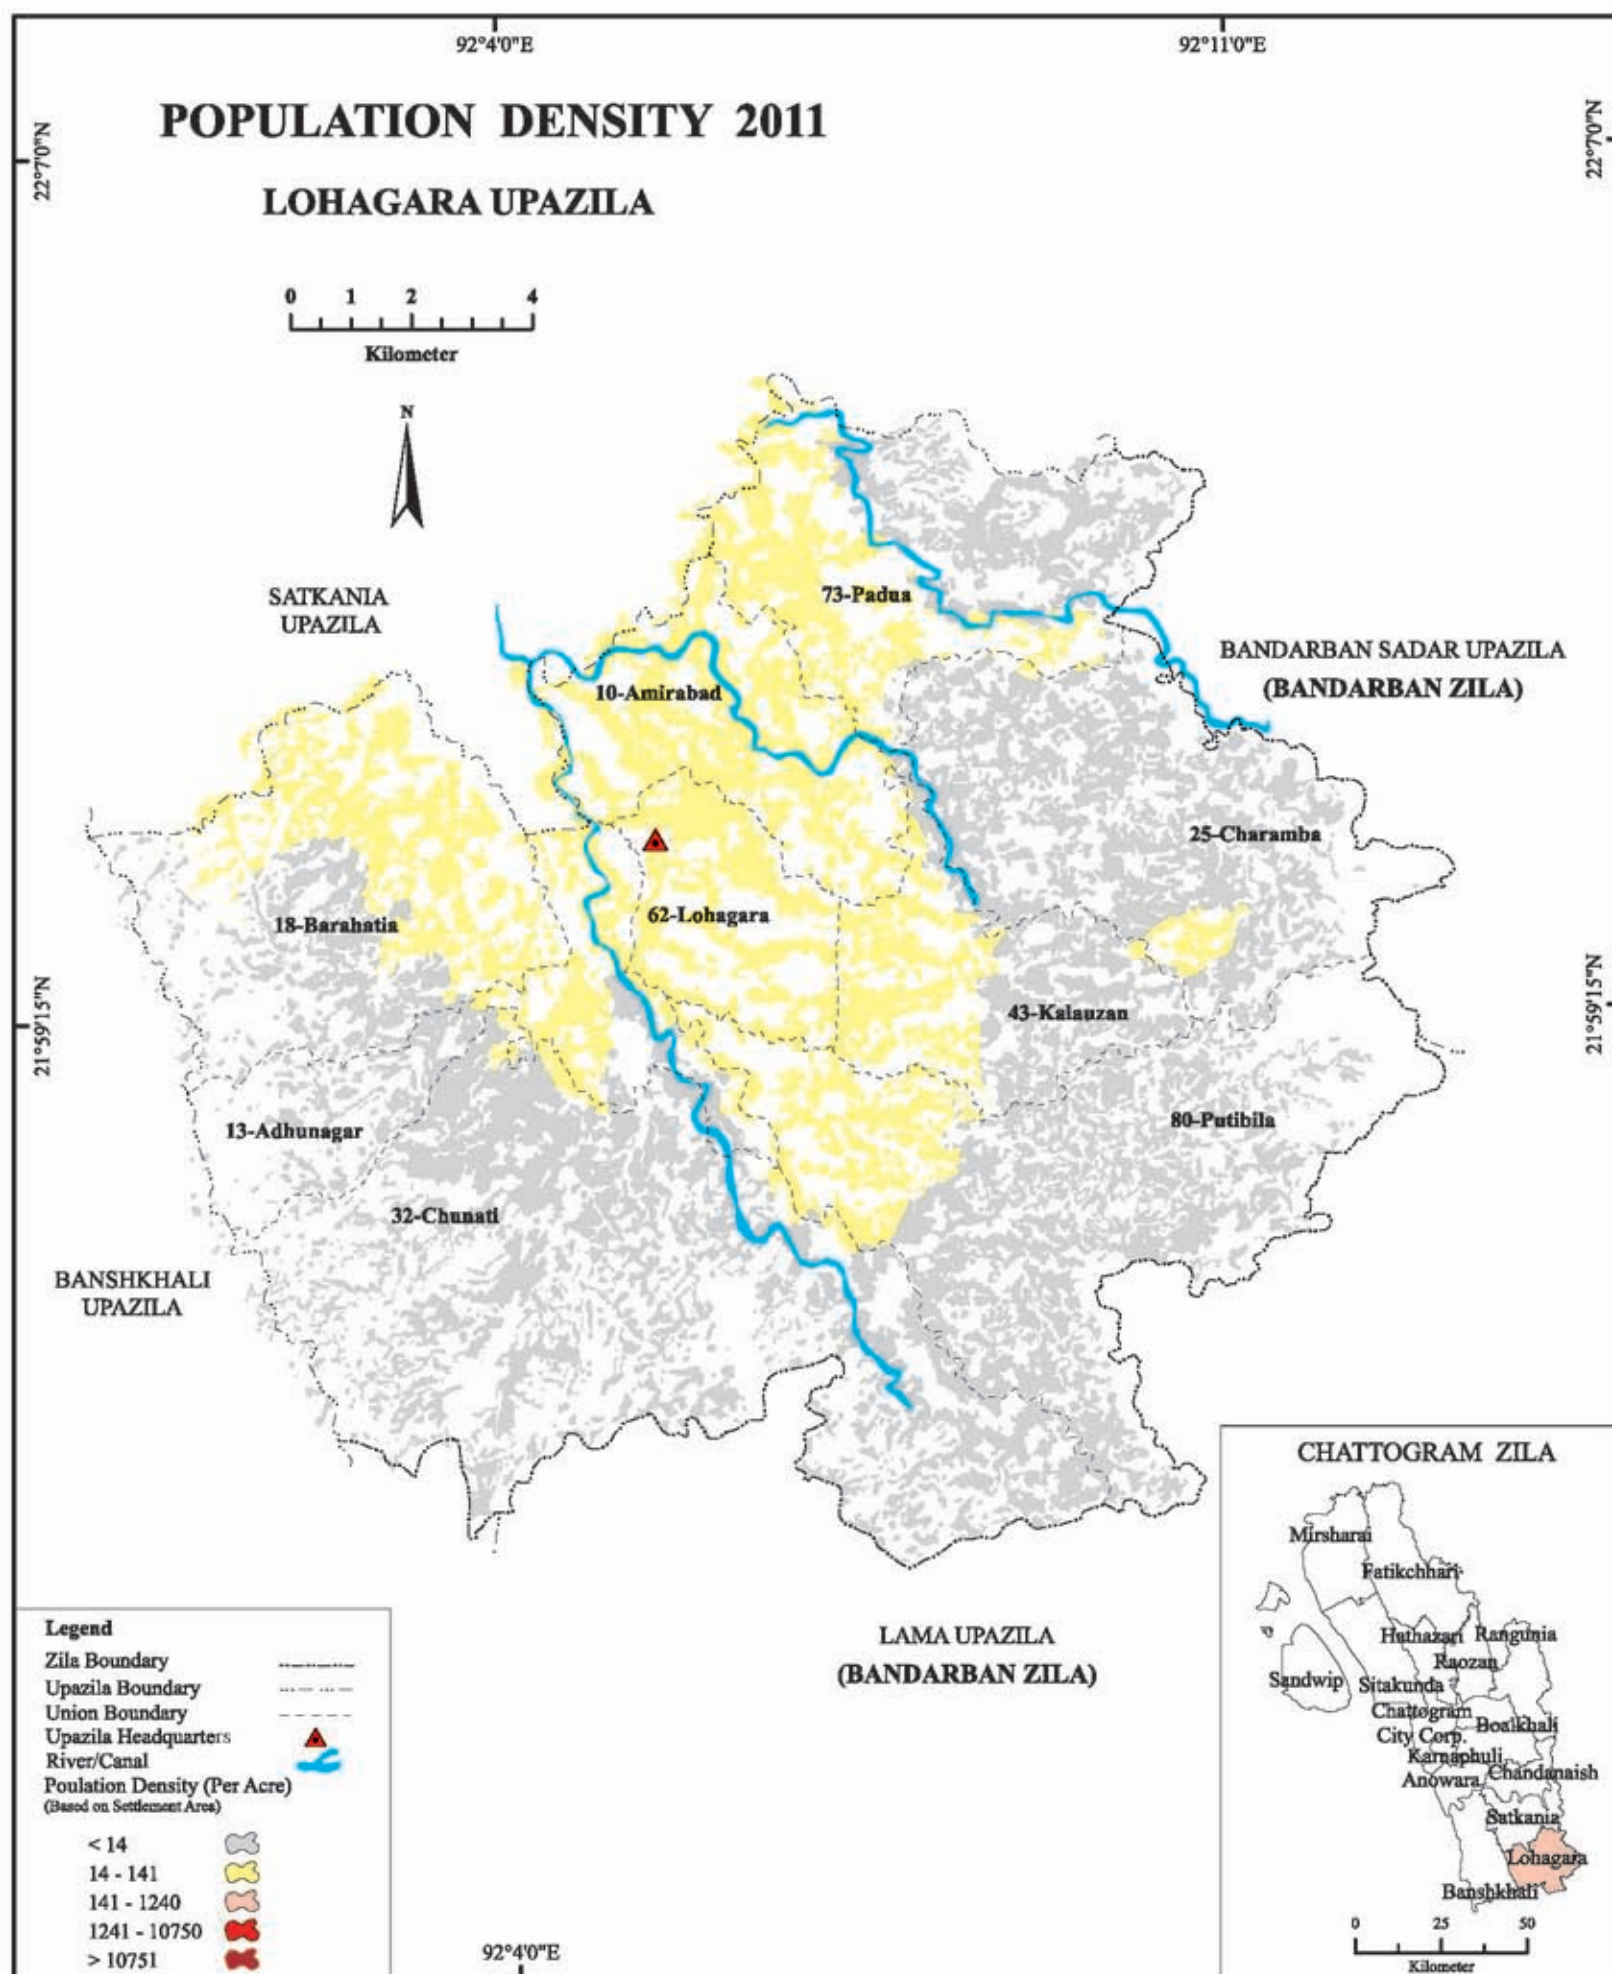 92°4'0"E
92°11'0"E
POPULATION DENSITY 2011
22°7'0"N
22°7'0"N
LOHAGARA UPAZILA
0 1 2 4
Kilometer
N
73-Padua
SATKANIA
UPAZILA
BANDARBAN SADAR UPAZILA
(BANDARBAN ZILA)
10-Amirabad
25-Charamba
62-Lohagara
18-Barahatia
21°59'15"N
43-Kalauzan
21°59'15"N
13-Adhunagar
80-Putibila
32-Chunati
BANSHKHALI
UPAZILA
LAMA UPAZILA
(BANDARBAN ZILA)
Legend
Zila Boundary
Upazila Boundary
Union Boundary
Upazila Headquarters
River/Canal
Poulation Density (Per Acre)
(Based on Settlement Area)
< 14
14 - 141
141 - 1240
1241 - 10750
> 10751
92°4'0"E
CHATTOGRAM ZILA
Mirsharai
Fatikchhari
Hathazari
Rangunia
Raozan
Sandwip
Sitakunda
Chattogram
City Corp.
Boalkhali
Karnaphuli
Anowara
Chandanaish
Satkania
Lohagara
Banshkhali
0 25 50
Kilometer